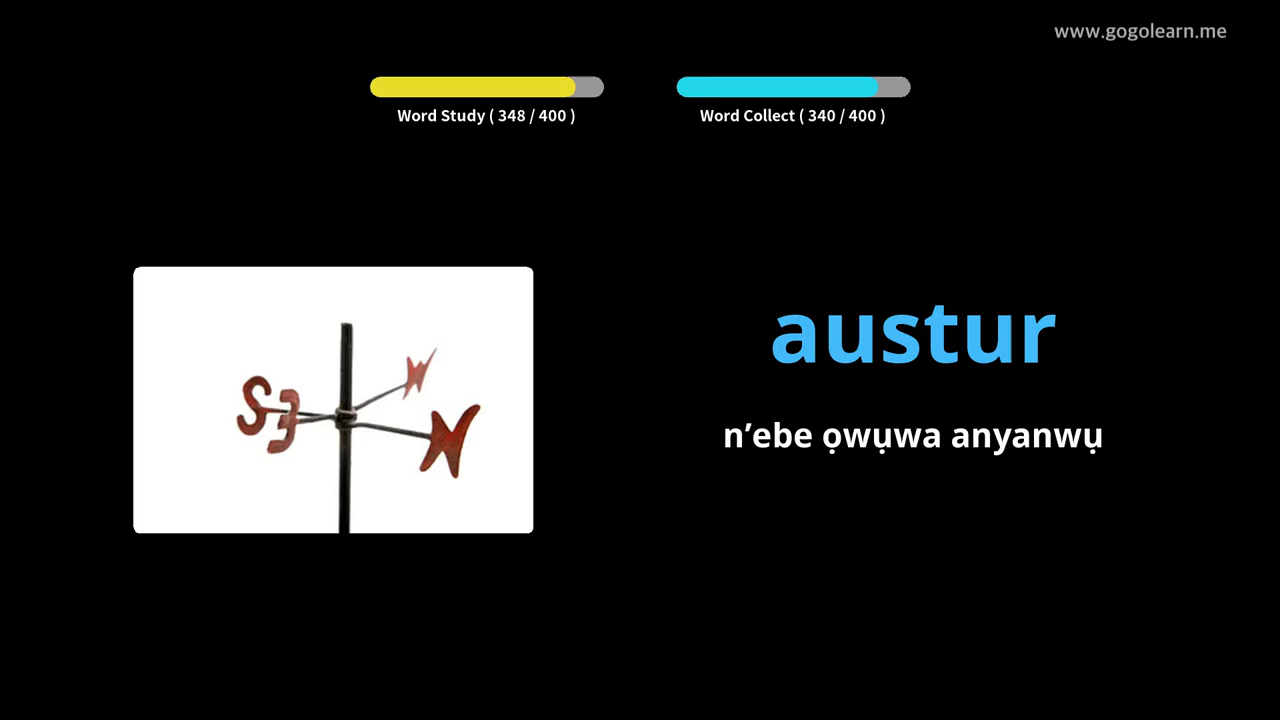 www.gogolearn.me
Word Study ( 348 / 400 )
Word Collect ( 340 / 400 )
austur
n’ebe ọwụwa anyanwụ
S E W N